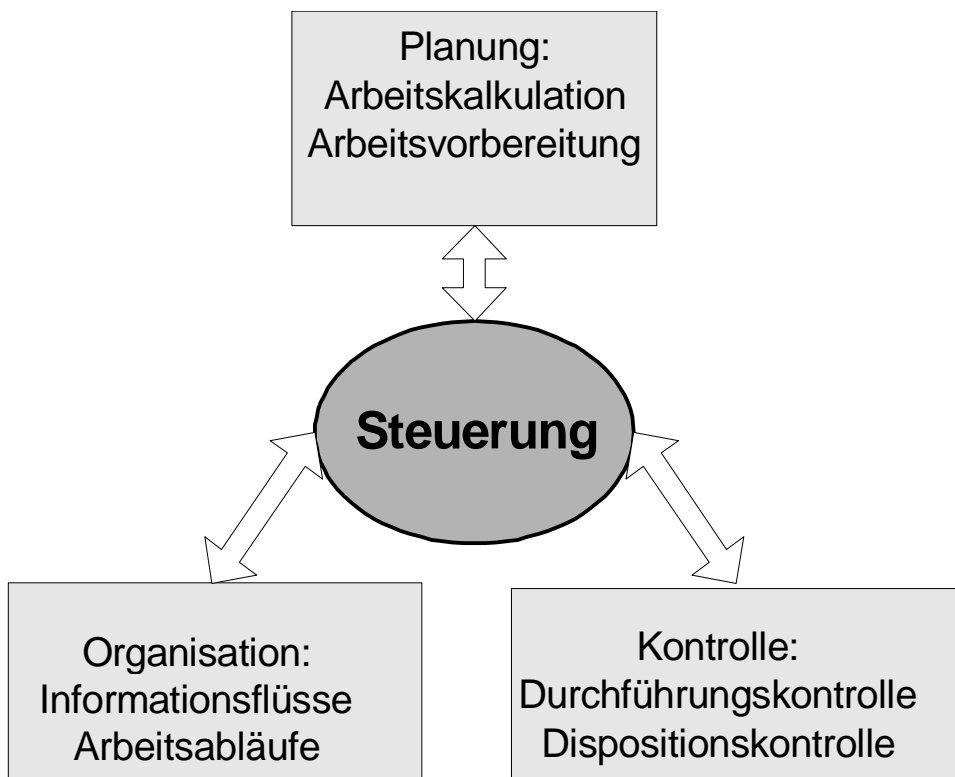 Planung:
Arbeitskalkulation
Arbeitsvorbereitung
Steuerung
Organisation:
Informationsflüsse
Arbeitsabläufe
Kontrolle:
Durchführungskontrolle
Dispositionskontrolle